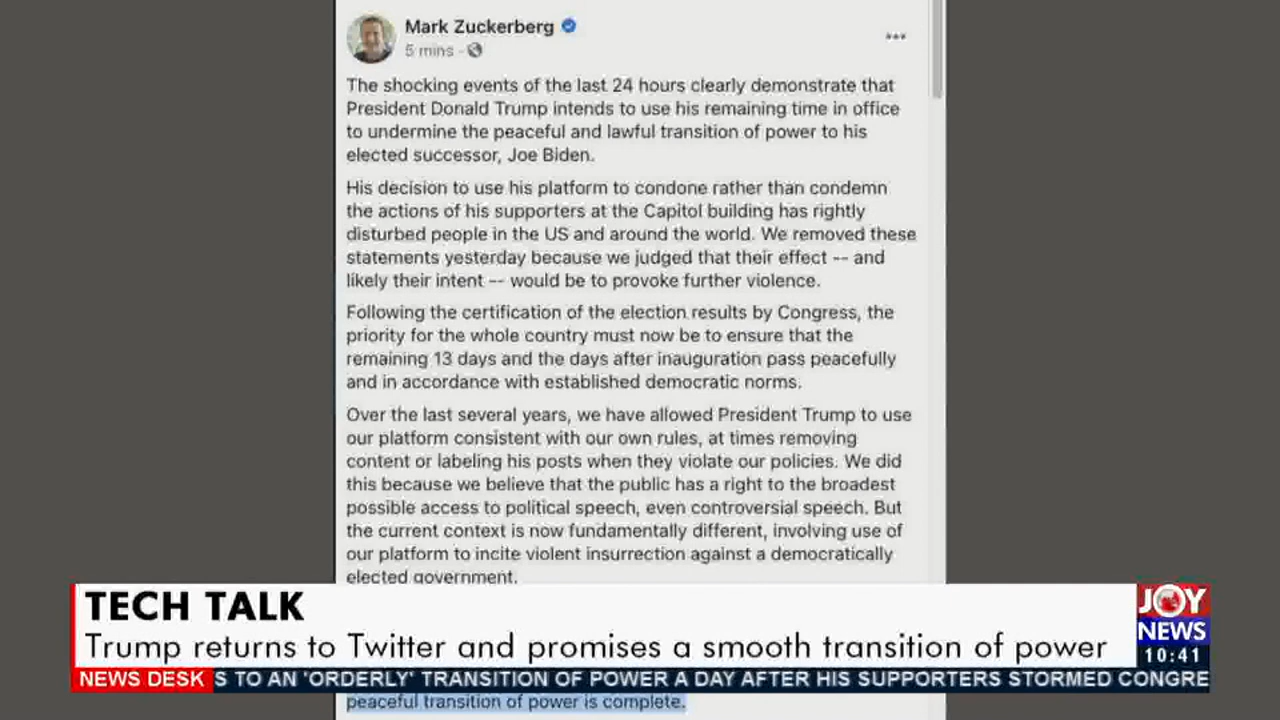 Mark Zuckerberg
5 mins ·
The shocking events of the last 24 hours clearly demonstrate that
President Donald Trump intends to use his remaining time in office
to undermine the peaceful and lawful transition of power to his
elected successor, Joe Biden.
His decision to use his platform to condone rather than condemn
the actions of his supporters at the Capitol building has rightly
disturbed people in the US and around the world. We removed these
statements yesterday because we judged that their effect -- and
likely their intent -- would be to provoke further violence.
Following the certification of the election results by Congress, the
priority for the whole country must now be to ensure that the
remaining 13 days and the days after inauguration pass peacefully
and in accordance with established democratic norms.
Over the last several years, we have allowed President Trump to use
our platform consistent with our own rules, at times removing
content or labeling his posts when they violate our policies. We did
this because we believe that the public has a right to the broadest
possible access to political speech, even controversial speech. But
the current context is now fundamentally different, involving use of
our platform to incite violent insurrection against a democratically
elected government.
TECH TALK
Trump returns to Twitter and promises a smooth transition of power
JOY
NEWS
10:41
NEWS DESK S TO AN 'ORDERLY' TRANSITION OF POWER A DAY AFTER HIS SUPPORTERS STORMED CONGRE
peaceful transition of power is complete.